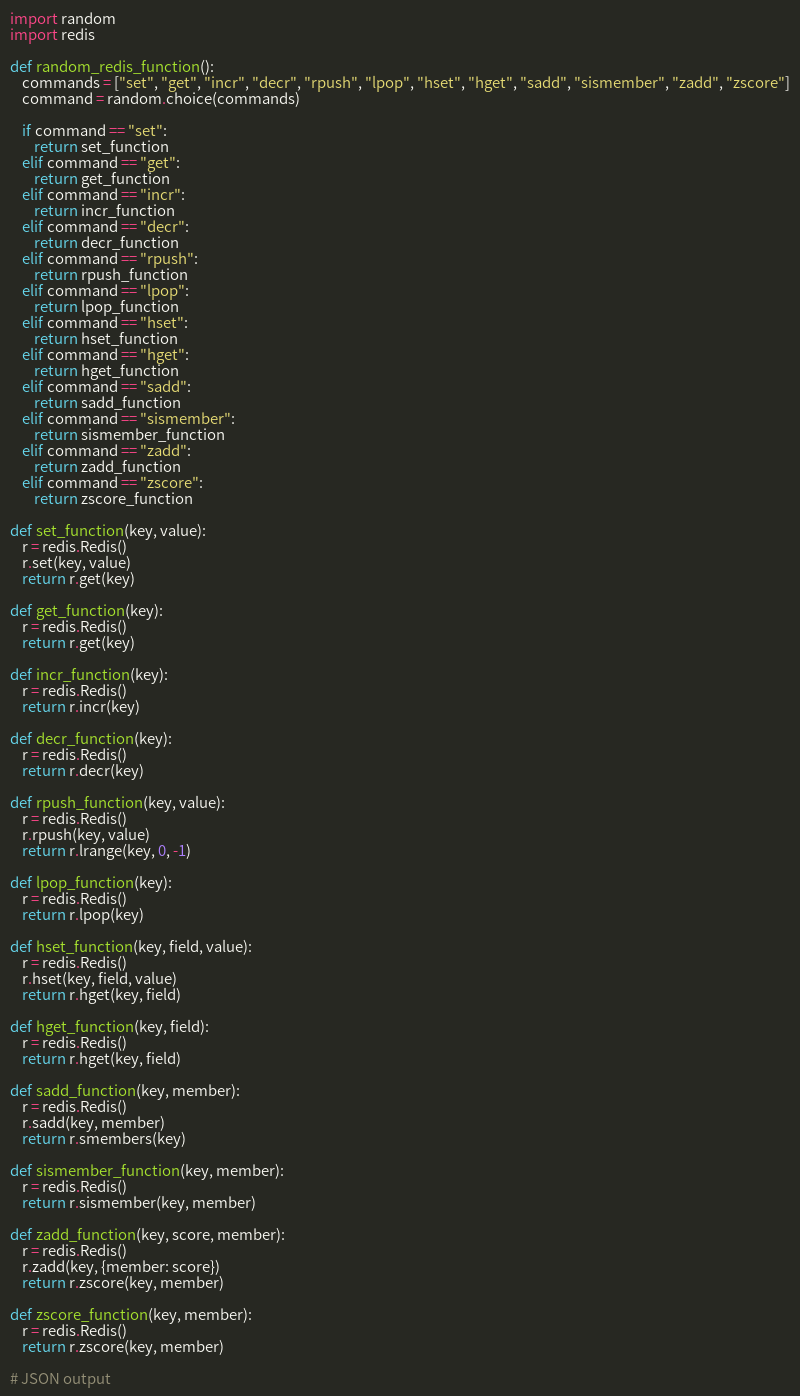 import random
import redis

def random_redis_function():
    commands = ["set", "get", "incr", "decr", "rpush", "lpop", "hset", "hget", "sadd", "sismember", "zadd", "zscore"]
    command = random.choice(commands)

    if command == "set":
        return set_function
    elif command == "get":
        return get_function
    elif command == "incr":
        return incr_function
    elif command == "decr":
        return decr_function
    elif command == "rpush":
        return rpush_function
    elif command == "lpop":
        return lpop_function
    elif command == "hset":
        return hset_function
    elif command == "hget":
        return hget_function
    elif command == "sadd":
        return sadd_function
    elif command == "sismember":
        return sismember_function
    elif command == "zadd":
        return zadd_function
    elif command == "zscore":
        return zscore_function

def set_function(key, value):
    r = redis.Redis()
    r.set(key, value)
    return r.get(key)

def get_function(key):
    r = redis.Redis()
    return r.get(key)

def incr_function(key):
    r = redis.Redis()
    return r.incr(key)

def decr_function(key):
    r = redis.Redis()
    return r.decr(key)

def rpush_function(key, value):
    r = redis.Redis()
    r.rpush(key, value)
    return r.lrange(key, 0, -1)

def lpop_function(key):
    r = redis.Redis()
    return r.lpop(key)

def hset_function(key, field, value):
    r = redis.Redis()
    r.hset(key, field, value)
    return r.hget(key, field)

def hget_function(key, field):
    r = redis.Redis()
    return r.hget(key, field)

def sadd_function(key, member):
    r = redis.Redis()
    r.sadd(key, member)
    return r.smembers(key)

def sismember_function(key, member):
    r = redis.Redis()
    return r.sismember(key, member)

def zadd_function(key, score, member):
    r = redis.Redis()
    r.zadd(key, {member: score})
    return r.zscore(key, member)

def zscore_function(key, member):
    r = redis.Redis()
    return r.zscore(key, member)

# JSON output